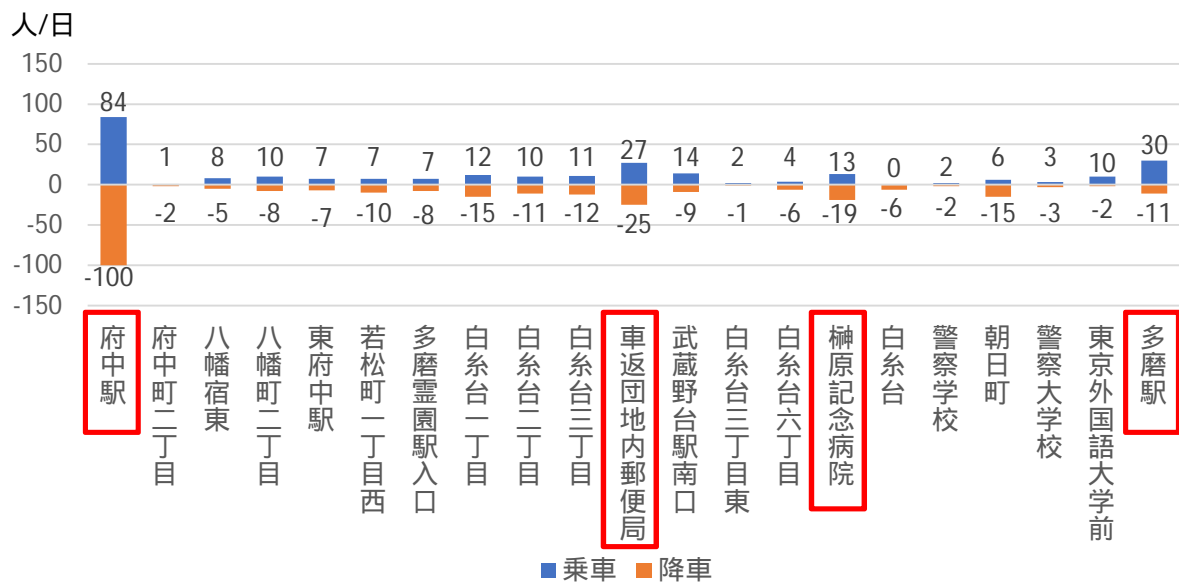 人/日
150
100
50
0
-50
-100
-150
84 1 8 10 7 7 7 12 10 11 27 14 2 4 13 0 2 6 3 10 30
-100 -2 -5 -8 -7 -10 -8 -15 -11 -12 -25 -9 -1 -6 -19 -6 -2 -15 -3 -2 -11
府中駅
府中町二丁目
八幡宿東
八幡町二丁目
東府中駅
若松町一丁目西
多磨霊園駅入口
白糸台一丁目
白糸台二丁目
白糸台三丁目
車返団地内郵便局
武蔵野台駅南口
白糸台三丁目東
白糸台六丁目
榊原記念病院
白糸台
警察学校
朝日町
警察大学校
東京外国語大学前
多磨駅
乗車 降車